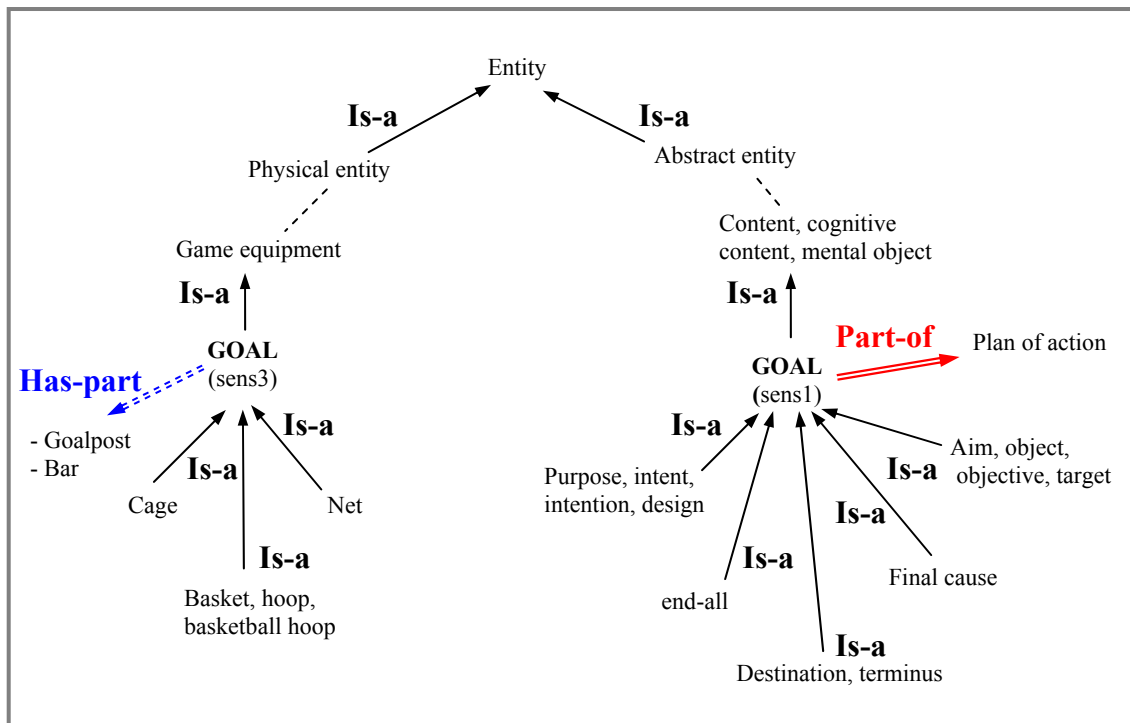 Entity
Is-a
Is-a
Physical entity
Abstract entity
Game equipment
Content, cognitive
content, mental object
Is-a
Is-a
GOAL
(sens3)
Has-part
- Goalpost
- Bar
Is-a
Is-a
Cage
Net
Is-a
Basket, hoop,
basketball hoop
GOAL
(sens1)
Part-of
Plan of action
Is-a
Purpose, intent,
intention, design
Aim, object,
objective, target
Is-a
Is-a
Final cause
Is-a
end-all
Is-a
Destination, terminus